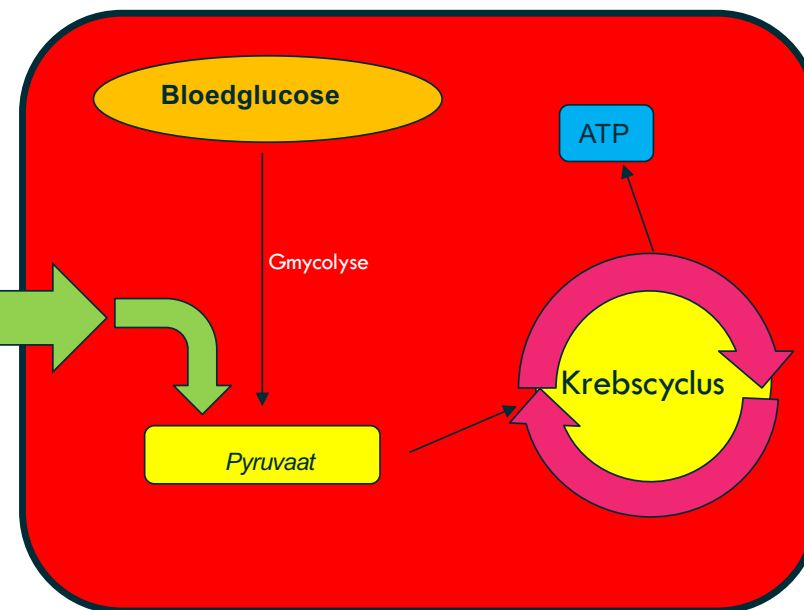 Bloedglucose
ATP
Gmycolyse
Krebscyclus
Pyruvaat